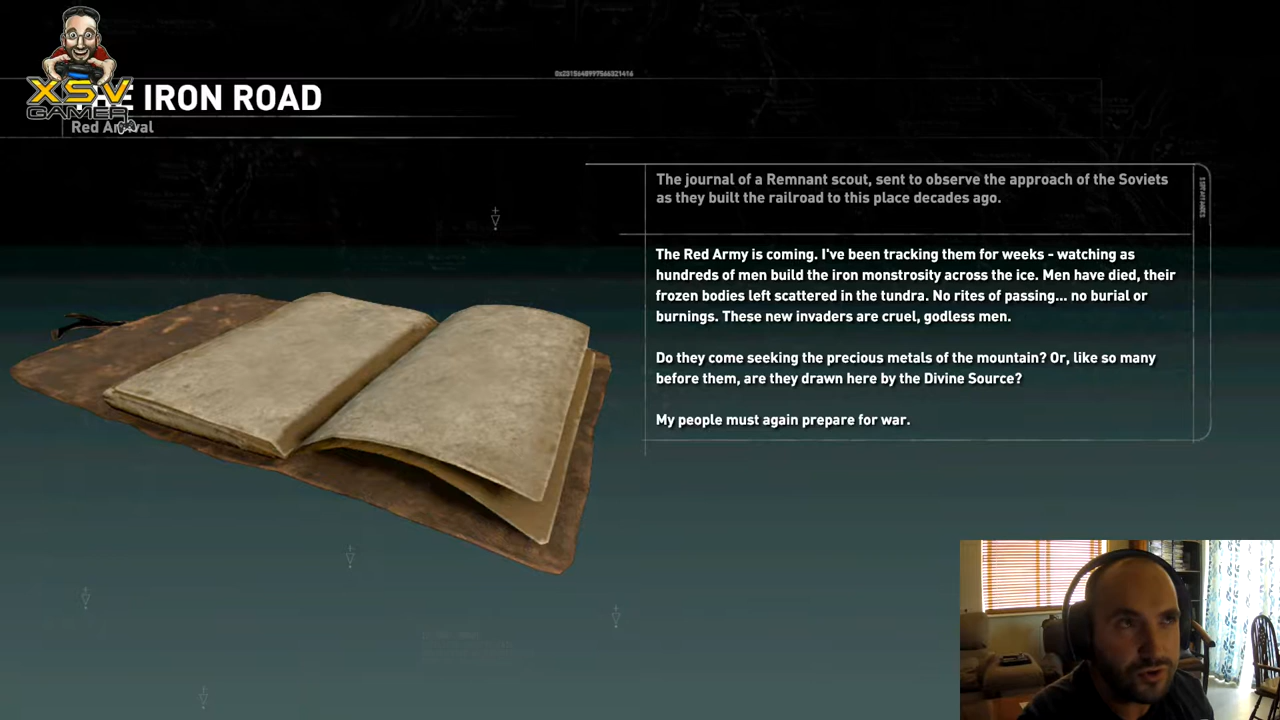 0x2315648997566321416
XSV
GAMER
THE IRON ROAD
Red Arrival
The journal of a Remnant scout, sent to observe the approach of the Soviets
as they built the railroad to this place decades ago.
The Red Army is coming. I've been tracking them for weeks - watching as
hundreds of men build the iron monstrosity across the ice. Men have died, their
frozen bodies left scattered in the tundra. No rites of passing... no burial or
burnings. These new invaders are cruel, godless men.
Do they come seeking the precious metals of the mountain? Or, like so many
before them, are they drawn here by the Divine Source?
My people must again prepare for war.